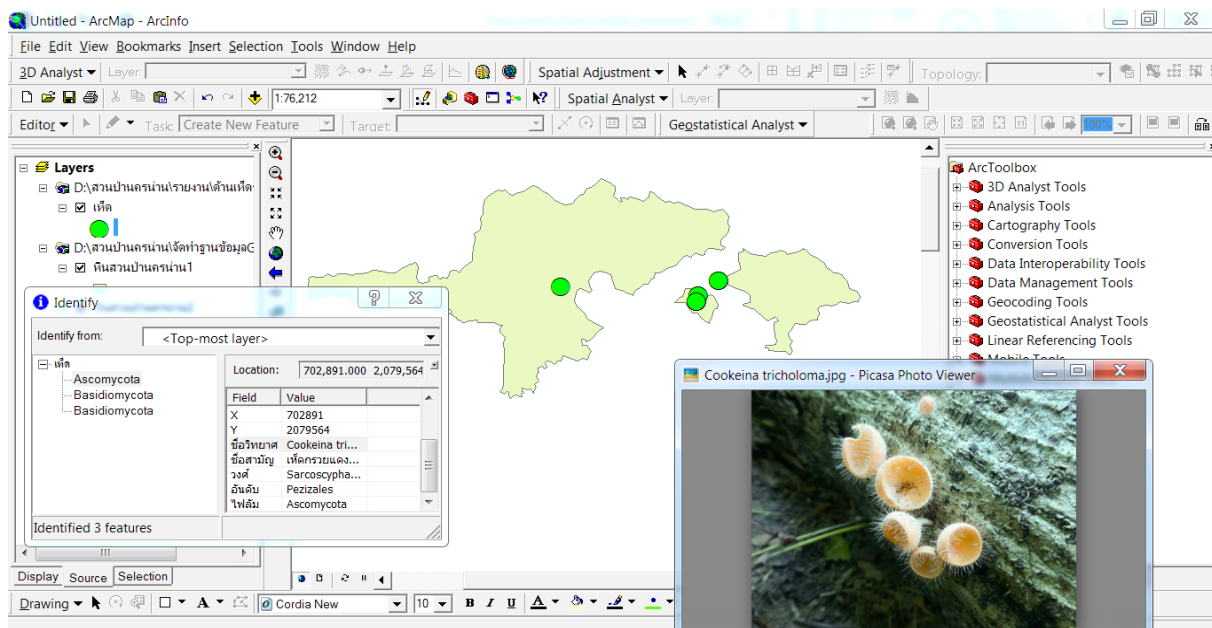 Untitled - ArcMap - ArcInfo
File Edit View Bookmarks Insert Selection Tools Window Help
3D Analyst Layer: Spatial Adjustment Topology:
1:76,212 Spatial Analyst Layer:
Editor Task: Create New Feature Target: Geostatistical Analyst 100%
Layers
D:\สวนป่านครน่าน\รายงาน\ด้านเห็ด
เห็ด
D:\สวนป่านครน่าน\จัดทำฐานข้อมูลG
หินสวนป่านครน่าน1
ArcToolbox
3D Analyst Tools
Analysis Tools
Cartography Tools
Conversion Tools
Data Interoperability Tools
Data Management Tools
Geocoding Tools
Geostatistical Analyst Tools
Linear Referencing Tools
Mobile Tools
Identify
Identify from: <Top-most layer>
เห็ด
Ascomycota
Basidiomycota
Basidiomycota
Location: 702,891.000 2,079,564
Field Value
X 702891
Y 2079564
ชื่อวิทยาศ Cookeina tri...
ชื่อสามัญ เห็ดกรวยแดง...
วงศ์ Sarcoscypha...
อันดับ Pezizales
ไฟลัม Ascomycota
Identified 3 features
Cookeina tricholoma.jpg - Picasa Photo Viewer
Display Source Selection
Drawing A Cordia New 10 B I U A